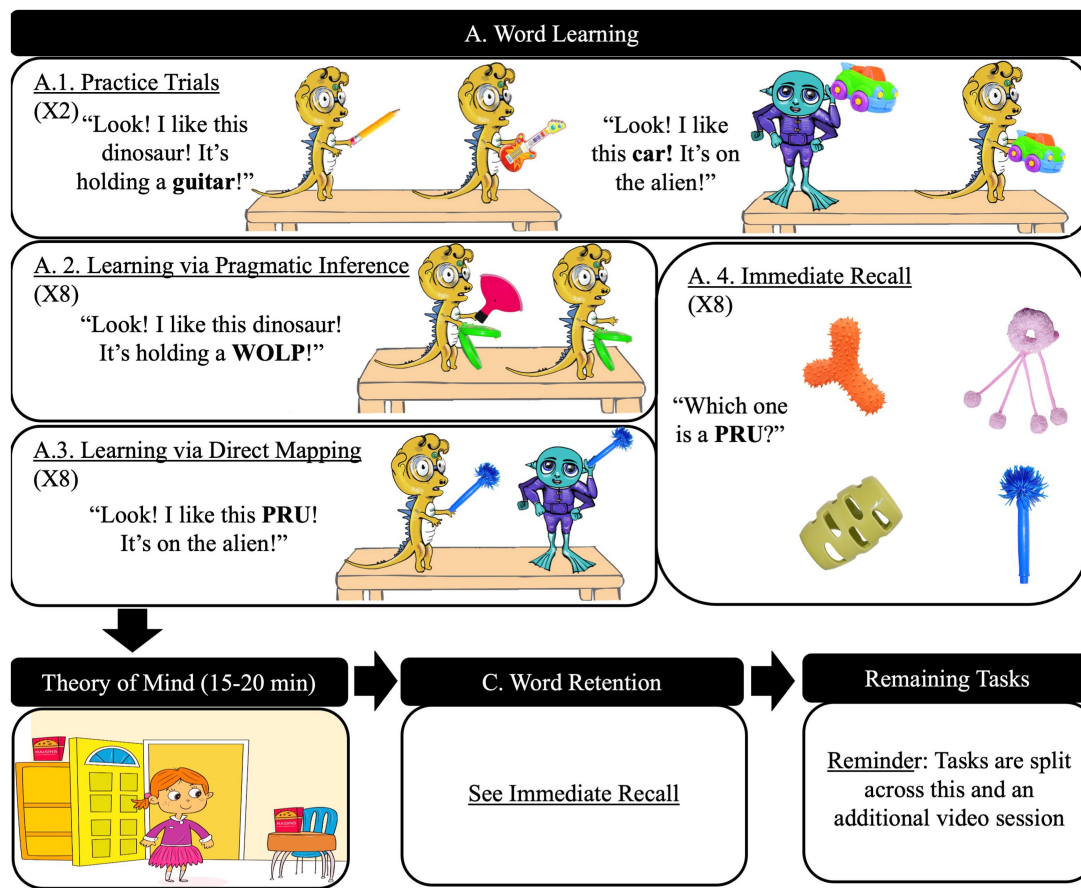 A. Word Learning
A.1. Practice Trials
(X2)
“Look! I like this
dinosaur! It’s
holding a guitar!”
“Look! I like
this car! It’s on
the alien!”
A. 2. Learning via Pragmatic Inference
(X8)
“Look! I like this dinosaur!
It’s holding a WOLP!”
A.3. Learning via Direct Mapping
(X8)
“Look! I like this PRU!
It’s on the alien!”
A. 4. Immediate Recall
(X8)
“Which one
is a PRU?”
Theory of Mind (15-20 min)
RAISINS
RAISINS
C. Word Retention
See Immediate Recall
Remaining Tasks
Reminder: Tasks are split
across this and an
additional video session